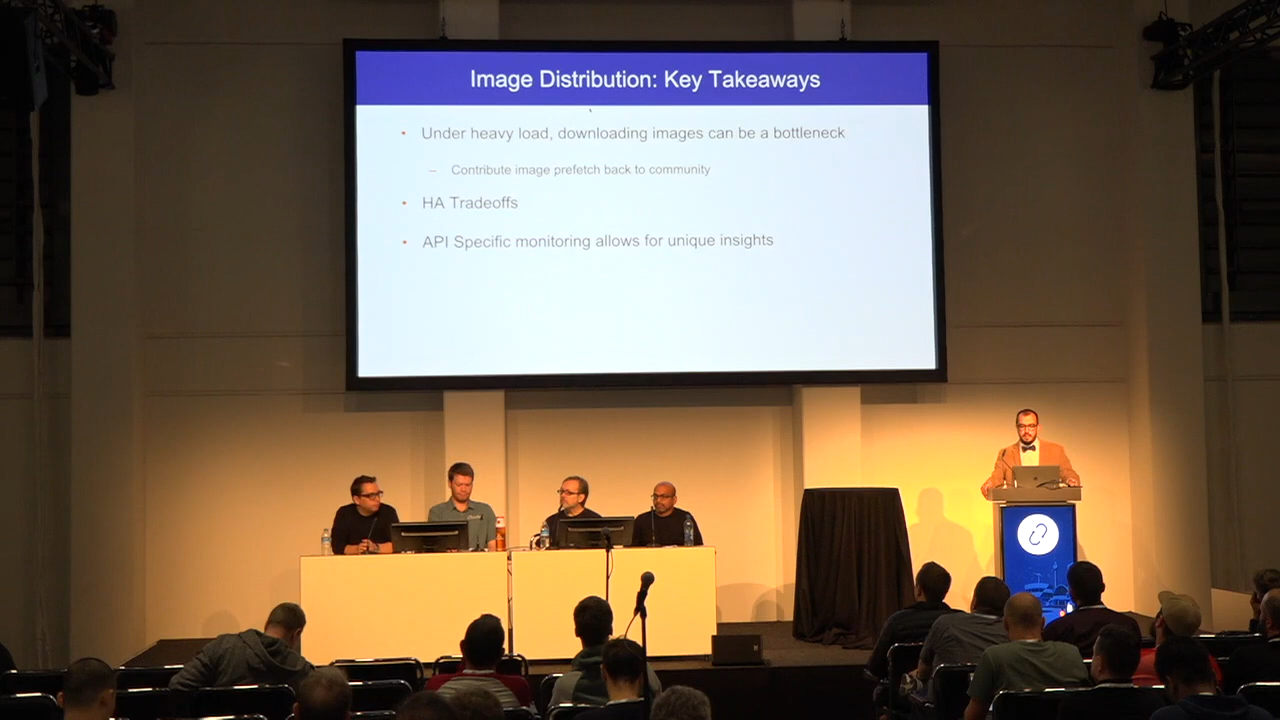 Image Distribution: Key Takeaways
• Under heavy load, downloading images can be a bottleneck
– Contribute image prefetch back to community
• HA Tradeoffs
• API Specific monitoring allows for unique insights